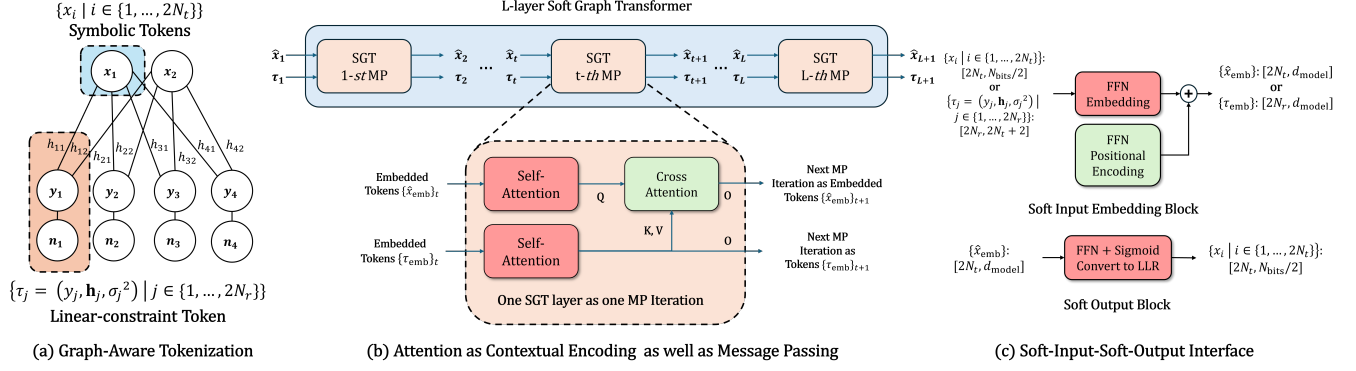 {x_i | i ∈ {1, …, 2N_t}}
Symbolic Tokens
x_1
x_2
h_11
h_12
h_21
h_22
h_31
h_32
h_41
h_42
y_1
y_2
y_3
y_4
n_1
n_2
n_3
n_4
{τ_j = (y_j, h_j, σ_j^2) | j ∈ {1, …, 2N_r}}
Linear-constraint Token
(a) Graph-Aware Tokenization
L-layer Soft Graph Transformer
x̂_1
τ_1
SGT
1-st MP
x̂_2
τ_2
...
x̂_t
τ_t
SGT
t-th MP
x̂_{t+1}
τ_{t+1}
...
x̂_L
τ_L
SGT
L-th MP
x̂_{L+1}
τ_{L+1}
Embedded
Tokens {x̂_emb}_t
Self-
Attention
Q
Cross
Attention
O
Next MP
Iteration as Embedded
Tokens {x̂_emb}_{t+1}
K, V
Embedded
Tokens {τ_emb}_t
Self-
Attention
O
Next MP
Iteration as
Tokens {τ_emb}_{t+1}
One SGT layer as one MP Iteration
(b) Attention as Contextual Encoding as well as Message Passing
{x_i | i ∈ {1, …, 2N_t}}:
[2N_t, N_bits/2]
or
{τ_j = (y_j, h_j, σ_j^2) |
j ∈ {1, …, 2N_r}}:
[2N_r, 2N_t + 2]
FFN
Embedding
FFN
Positional
Encoding
+
{x̂_emb}: [2N_t, d_model]
or
{τ_emb}: [2N_r, d_model]
Soft Input Embedding Block
{x̂_emb}:
[2N_t, d_model]
FFN + Sigmoid
Convert to LLR
{x_i | i ∈ {1, …, 2N_t}}:
[2N_t, N_bits/2]
Soft Output Block
(c) Soft-Input-Soft-Output Interface